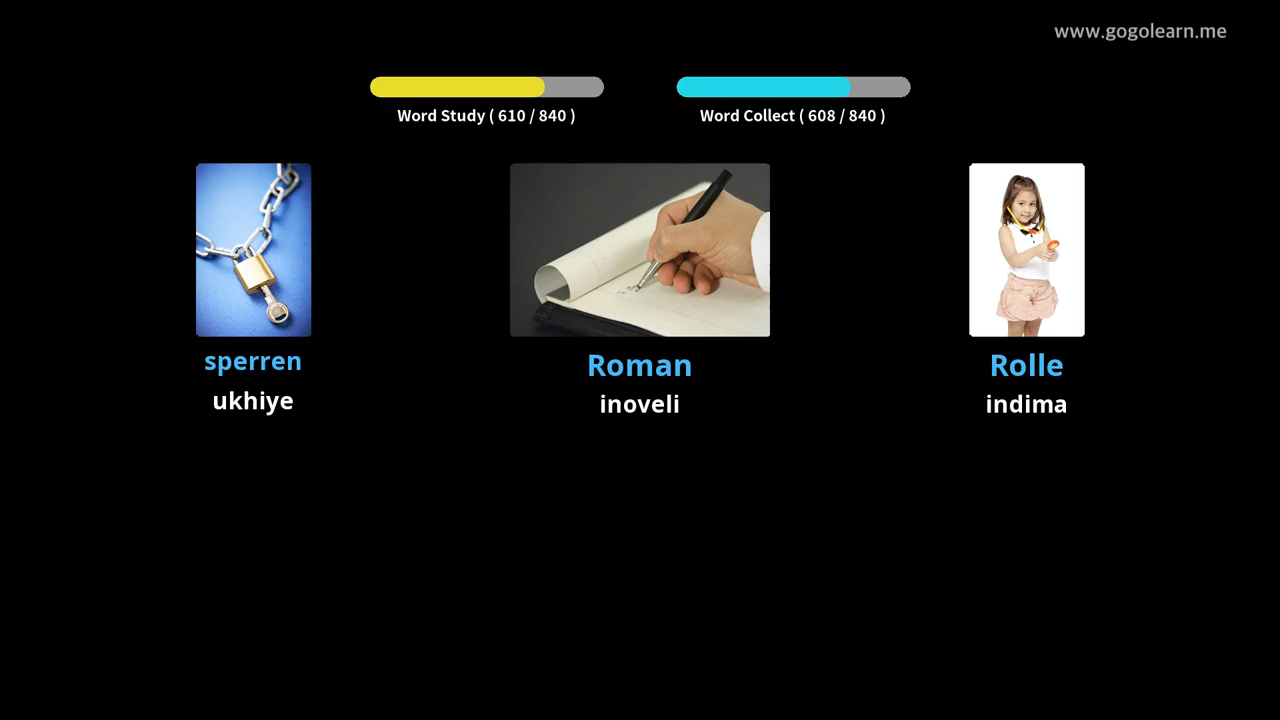 www.gogolearn.me
Word Study ( 610 / 840 )
Word Collect ( 608 / 840 )
sperren
ukhiye
Roman
inoveli
Rolle
indima